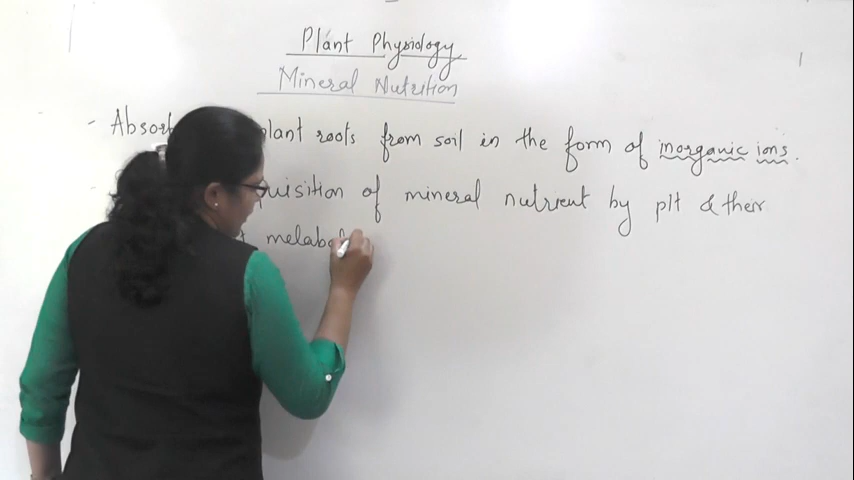 Plant Physiology
Mineral Nutrition
- Absor plant roots from soil in the form of inorganic ions.
uisition of mineral nutrient by plt & their
metabo